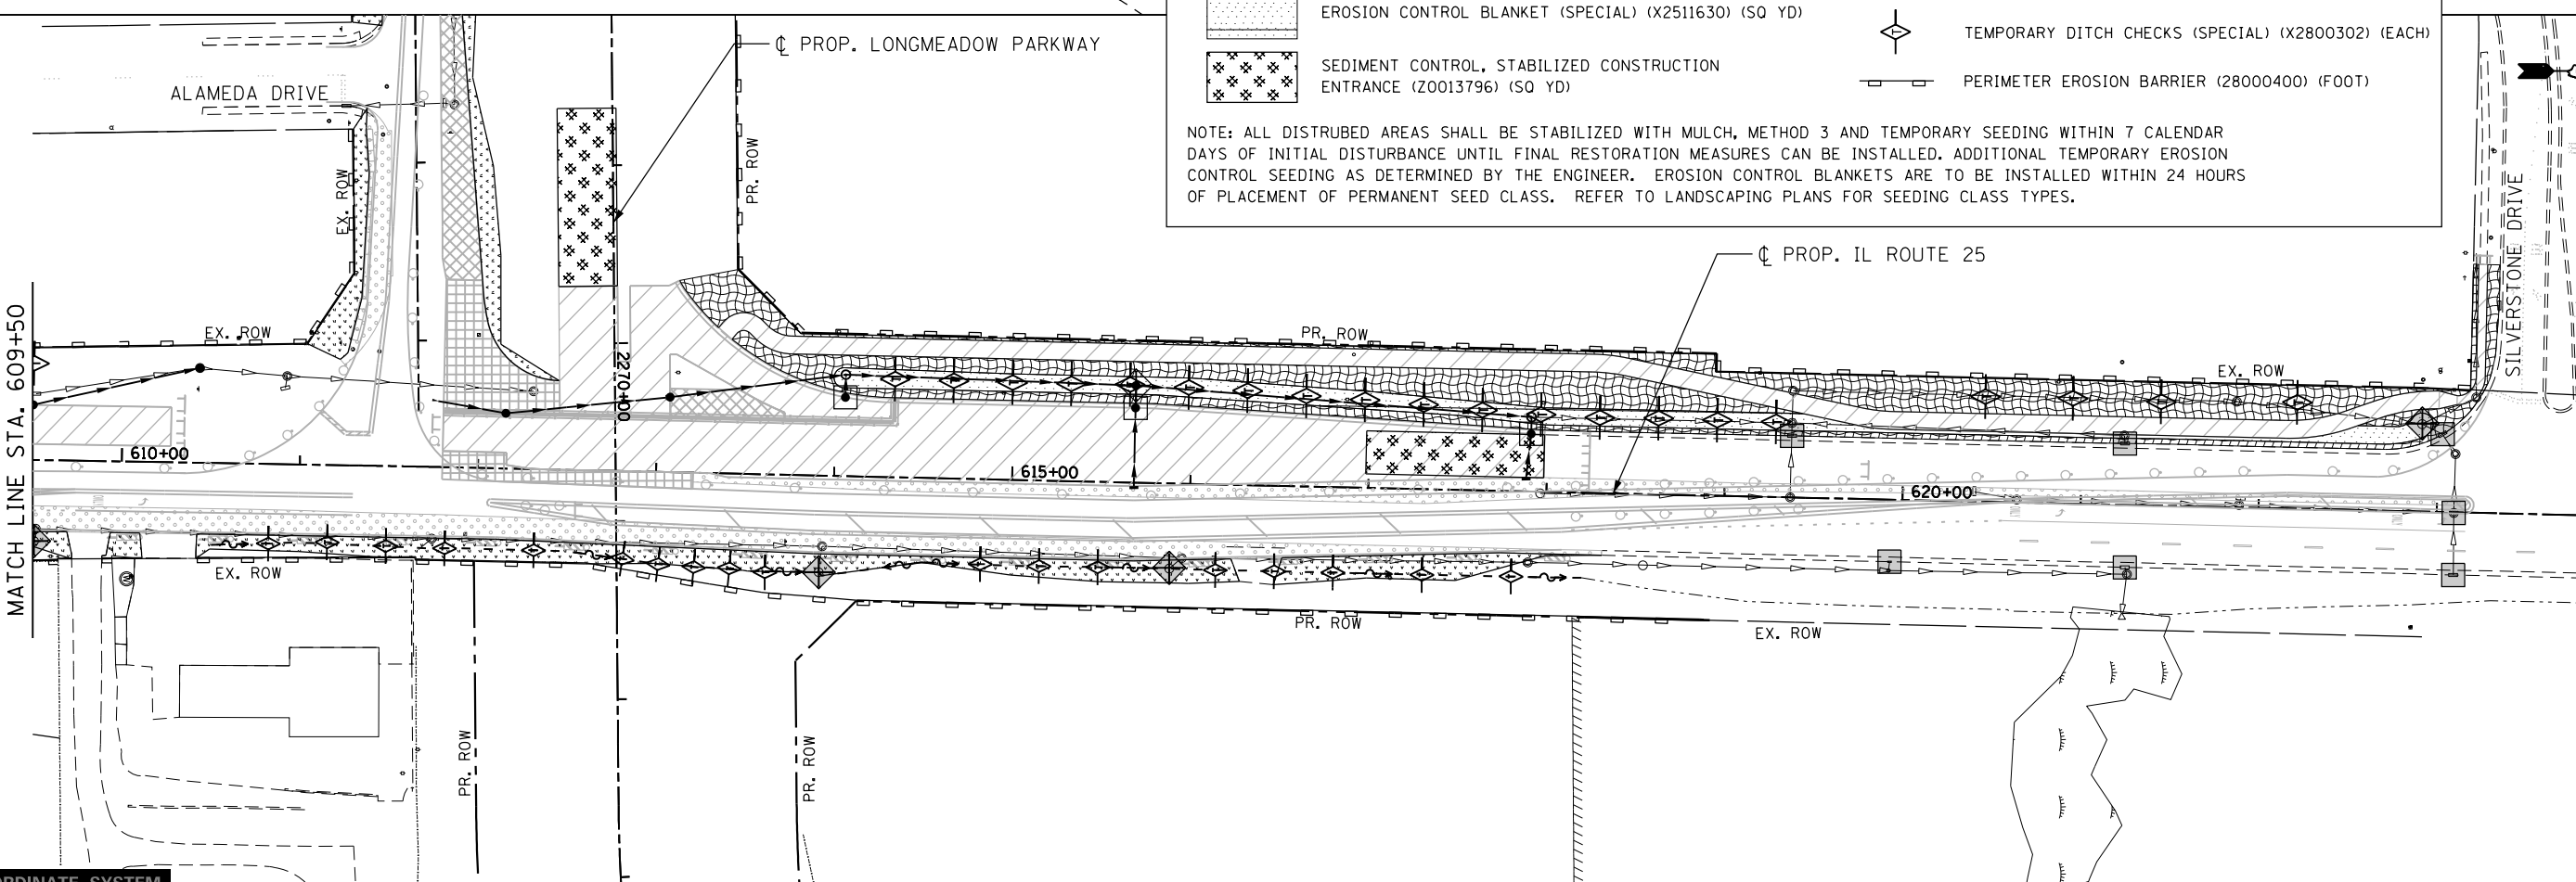 EROSION CONTROL BLANKET (SPECIAL) (X2511630) (SQ YD)
SEDIMENT CONTROL, STABILIZED CONSTRUCTION
ENTRANCE (Z0013796) (SQ YD)
TEMPORARY DITCH CHECKS (SPECIAL) (X2800302) (EACH)
PERIMETER EROSION BARRIER (28000400) (FOOT)
NOTE: ALL DISTRUBED AREAS SHALL BE STABILIZED WITH MULCH, METHOD 3 AND TEMPORARY SEEDING WITHIN 7 CALENDAR
DAYS OF INITIAL DISTURBANCE UNTIL FINAL RESTORATION MEASURES CAN BE INSTALLED. ADDITIONAL TEMPORARY EROSION
CONTROL SEEDING AS DETERMINED BY THE ENGINEER. EROSION CONTROL BLANKETS ARE TO BE INSTALLED WITHIN 24 HOURS
OF PLACEMENT OF PERMANENT SEED CLASS. REFER TO LANDSCAPING PLANS FOR SEEDING CLASS TYPES.
℄ PROP. LONGMEADOW PARKWAY
ALAMEDA DRIVE
EX. ROW
PR. ROW
℄ PROP. IL ROUTE 25
SILVERSTONE DRIVE
MATCH LINE STA. 609+50
EX. ROW
PR. ROW
EX. ROW
2270+00
610+00
615+00
620+00
EX. ROW
PR. ROW
EX. ROW
PR. ROW
PR. ROW